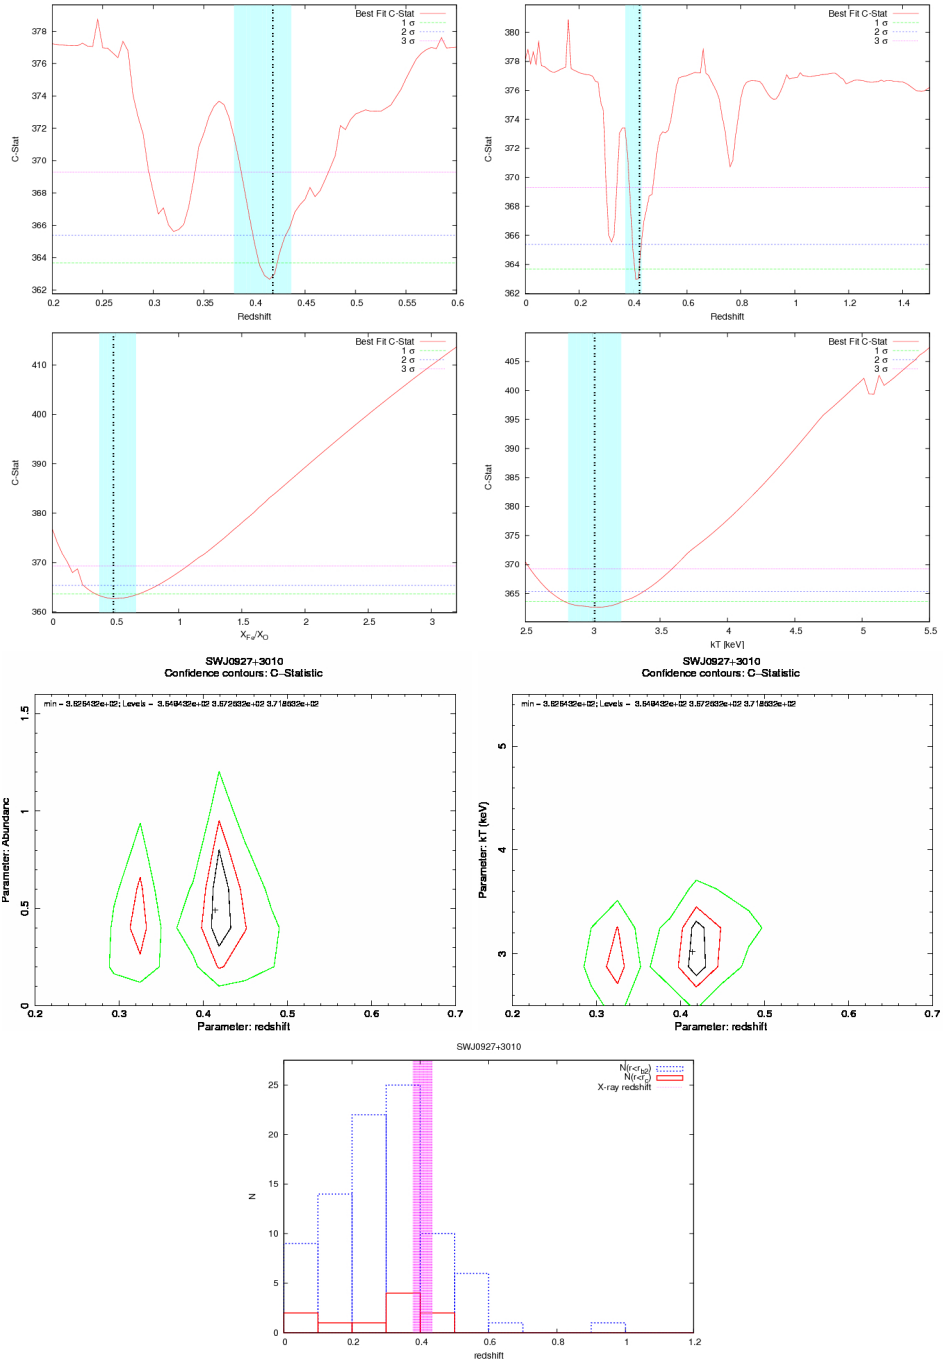 Best Fit C-Stat
1 σ
2 σ
3 σ
378
376
374
372
370
368
366
364
362
C-Stat
0.2 0.25 0.3 0.35 0.4 0.45 0.5 0.55 0.6
Redshift
Best Fit C-Stat
1 σ
2 σ
3 σ
380
378
376
374
372
370
368
366
364
362
C-Stat
0 0.2 0.4 0.6 0.8 1 1.2 1.4
Redshift
Best Fit C-Stat
1 σ
2 σ
3 σ
410
400
390
380
370
360
C-Stat
0 0.5 1 1.5 2 2.5 3
X_Fe/X_O
Best Fit C-Stat
1 σ
2 σ
3 σ
405
400
395
390
385
380
375
370
365
C-Stat
2.5 3 3.5 4 4.5 5 5.5
kT [keV]
SWJ0927+3010
Confidence contours: C-Statistic
1.5
1
0.5
0
Parameter: Abundanc
0.2 0.3 0.4 0.5 0.6 0.7
Parameter: redshift
SWJ0927+3010
Confidence contours: C-Statistic
5
4
3
Parameter: kT (keV)
0.2 0.3 0.4 0.5 0.6 0.7
Parameter: redshift
SWJ0927+3010
N(r<r_b2)
N(r<r_c)
X-ray redshift
25
20
15
10
5
0
N
0 0.2 0.4 0.6 0.8 1 1.2
redshift